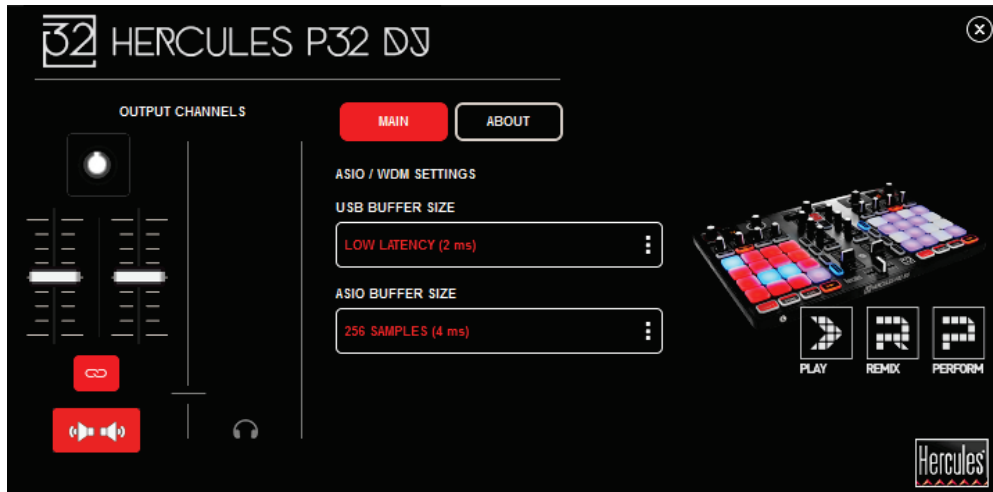 32 HERCULES P32 DJ
OUTPUT CHANNELS
MAIN
ABOUT
ASIO / WDM SETTINGS
USB BUFFER SIZE
LOW LATENCY (2 ms)
ASIO BUFFER SIZE
256 SAMPLES (4 ms)
PLAY
REMIX
PERFORM
Hercules